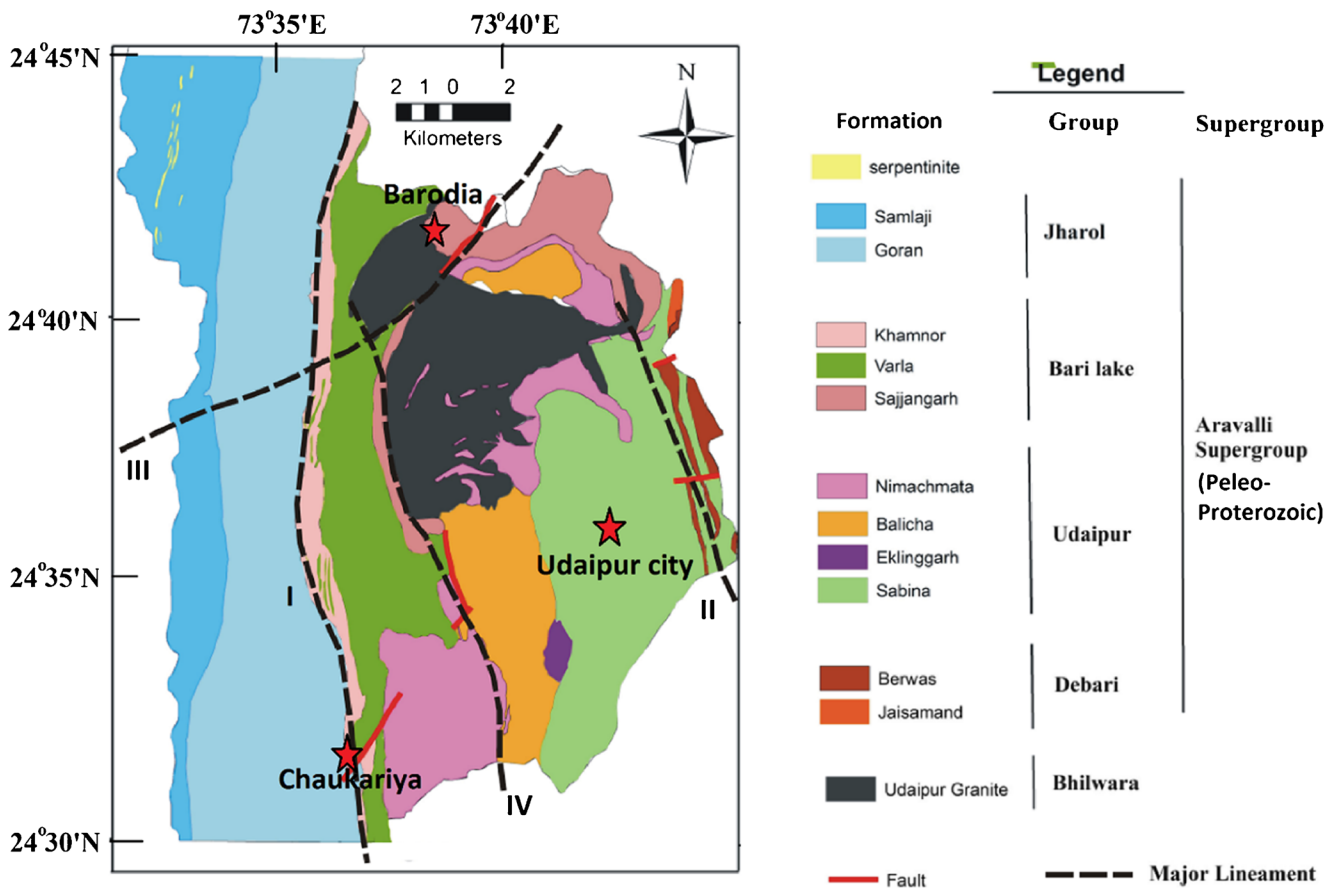 73°35'E 73°40'E
24°45'N
24°40'N
24°35'N
24°30'N
2 1 0 2
Kilometers
N
Barodia
III
Udaipur city
I
II
Chaukariya
IV
Legend
Formation Group Supergroup
serpentinite
Samlaji
Goran
Jharol
Khamnor
Varla
Sajjangarh
Bari lake
Nimachmata
Balicha
Eklinggarh
Sabina
Udaipur
Aravalli
Supergroup
(Peleo-
Proterozoic)
Berwas
Jaisamand
Debari
Udaipur Granite
Bhilwara
Fault
Major Lineament